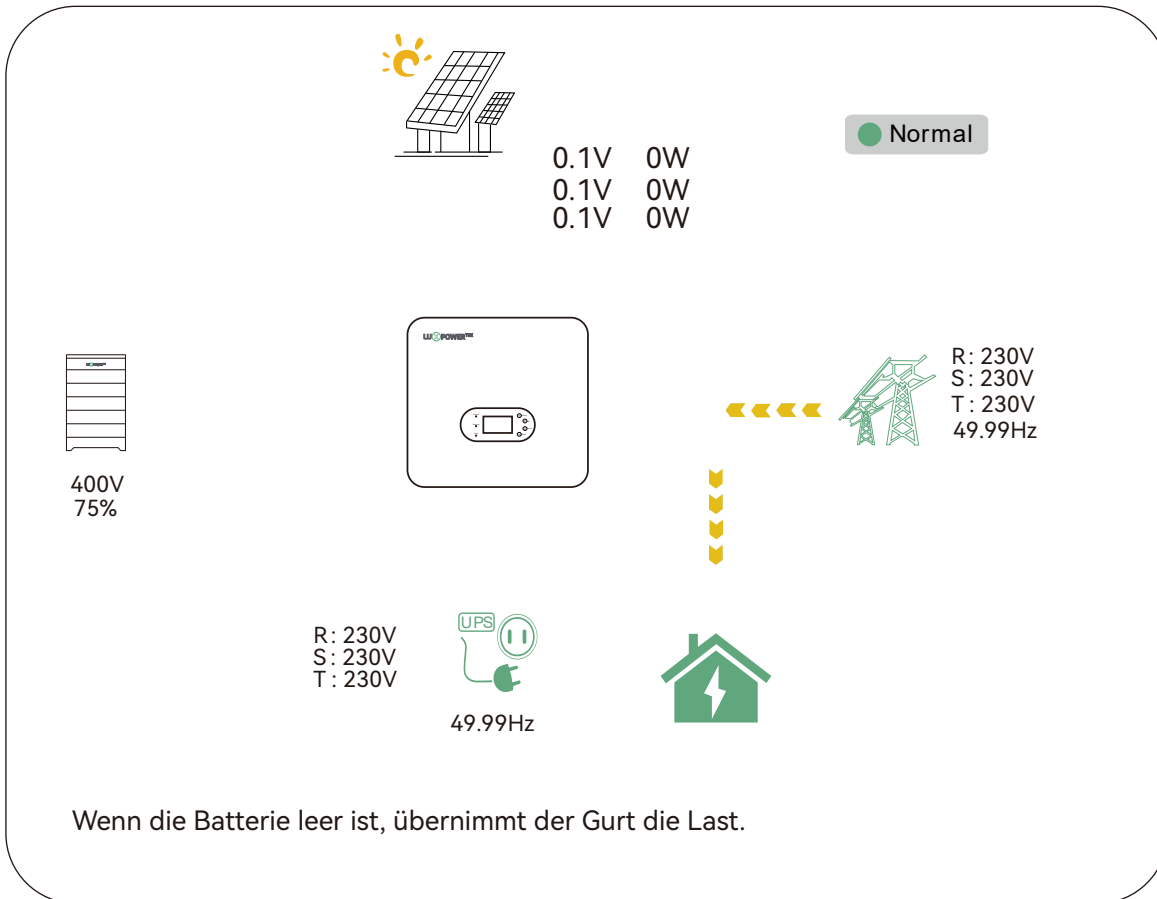 Normal
0.1V 0W
0.1V 0W
0.1V 0W
LUXPOWERTEK
R: 230V
S: 230V
T: 230V
49.99Hz
400V
75%
UPS
R: 230V
S: 230V
T: 230V
49.99Hz
Wenn die Batterie leer ist, übernimmt der Gurt die Last.